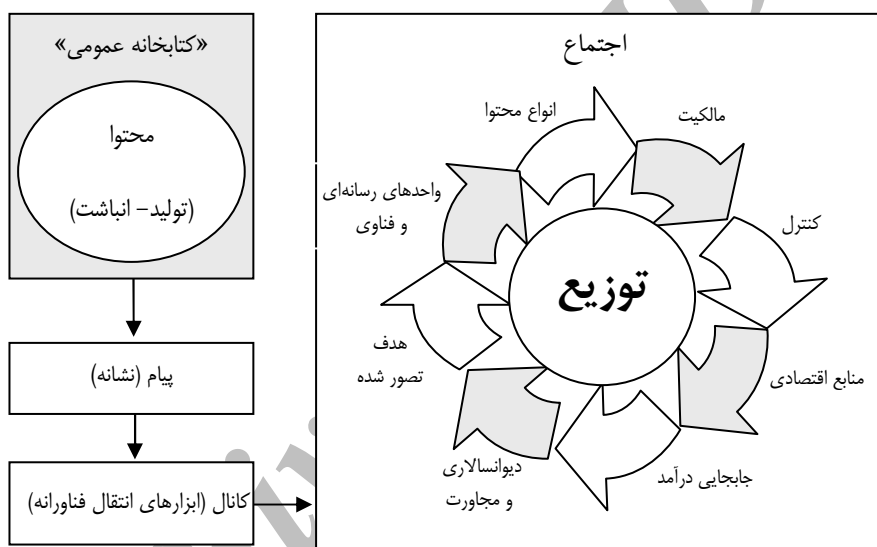 «کتابخانه عمومی»
محتوا
(تولید– انباشت)
پیام (نشانه)
کانال (ابزارهای انتقال فناورانه)
اجتماع
توزیع
انواع محتوا
مالکیت
کنترل
منابع اقتصادی
جابجایی درآمد
دیوانسالاری
و مجاورت
هدف
تصور شده
واحدهای رسانه‌ای
و فناوی